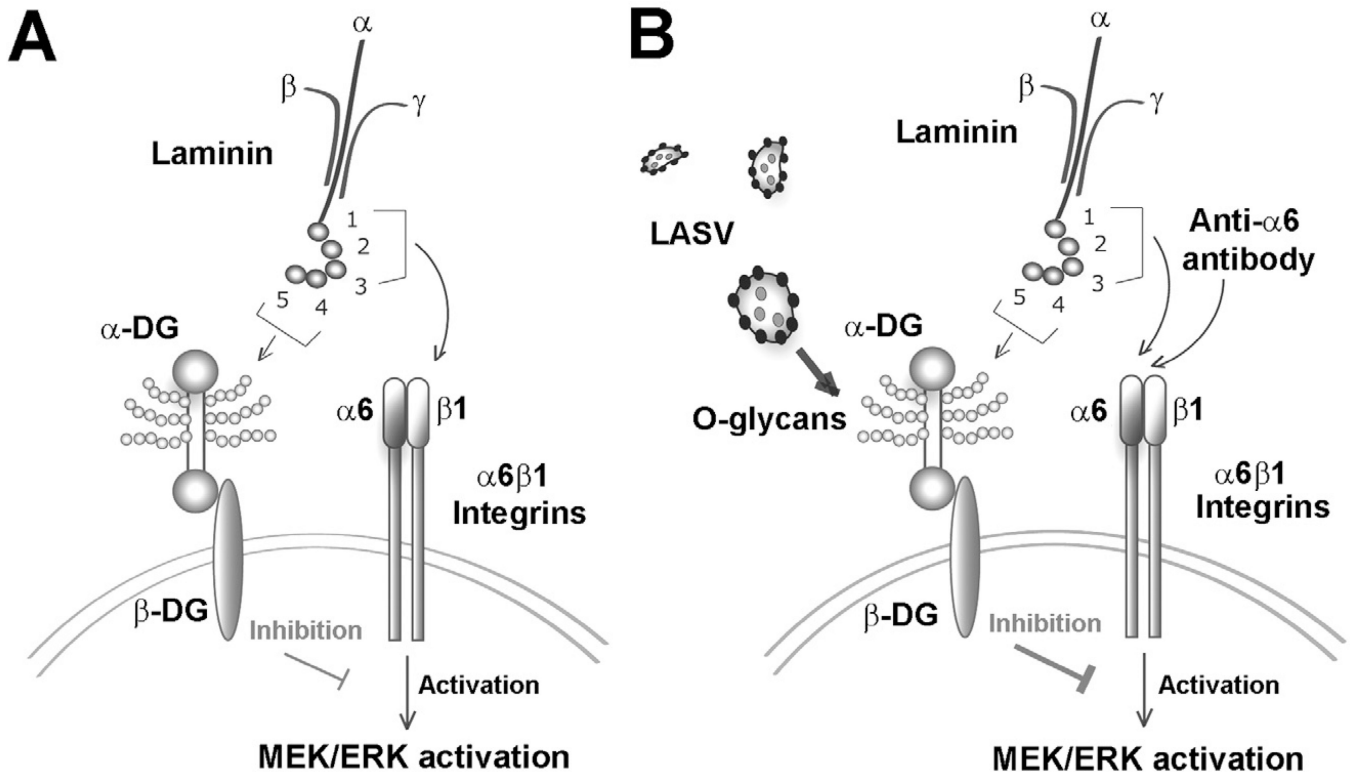 A
α
β
γ
Laminin
1
2
3
4
5
α-DG
α6
β1
α6β1
Integrins
β-DG
Inhibition
Activation
MEK/ERK activation
B
α
β
γ
Laminin
LASV
1
2
3
4
5
Anti-α6
antibody
α-DG
O-glycans
α6
β1
α6β1
Integrins
β-DG
Inhibition
Activation
MEK/ERK activation